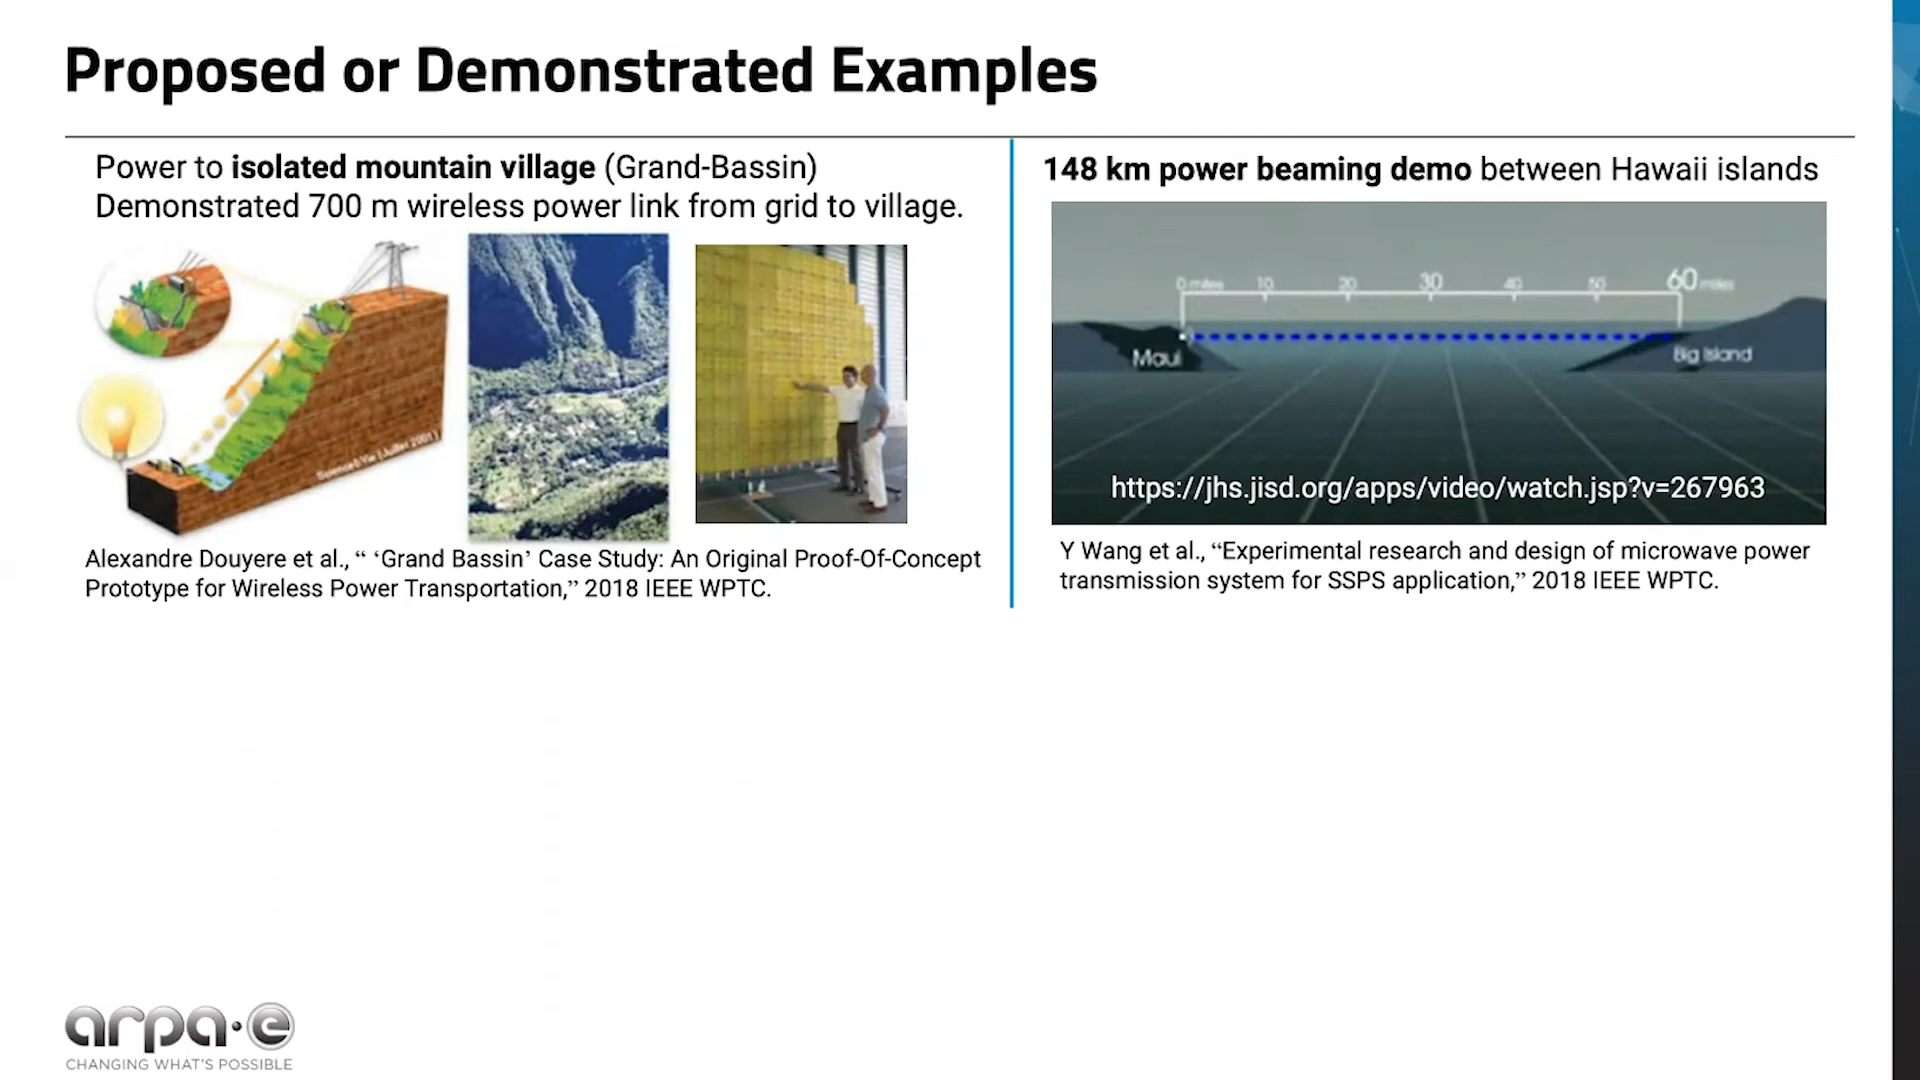 Proposed or Demonstrated Examples
Power to isolated mountain village (Grand-Bassin)
Demonstrated 700 m wireless power link from grid to village.
Science&Vie (Juillet 2001)
Alexandre Douyere et al., “ ‘Grand Bassin’ Case Study: An Original Proof-Of-Concept
Prototype for Wireless Power Transportation,” 2018 IEEE WPTC.
148 km power beaming demo between Hawaii islands
0 miles 10 20 30 40 50 60 miles
Maui
Big Island
https://jhs.jisd.org/apps/video/watch.jsp?v=267963
Y Wang et al., “Experimental research and design of microwave power
transmission system for SSPS application,” 2018 IEEE WPTC.
arpa·e
CHANGING WHAT'S POSSIBLE